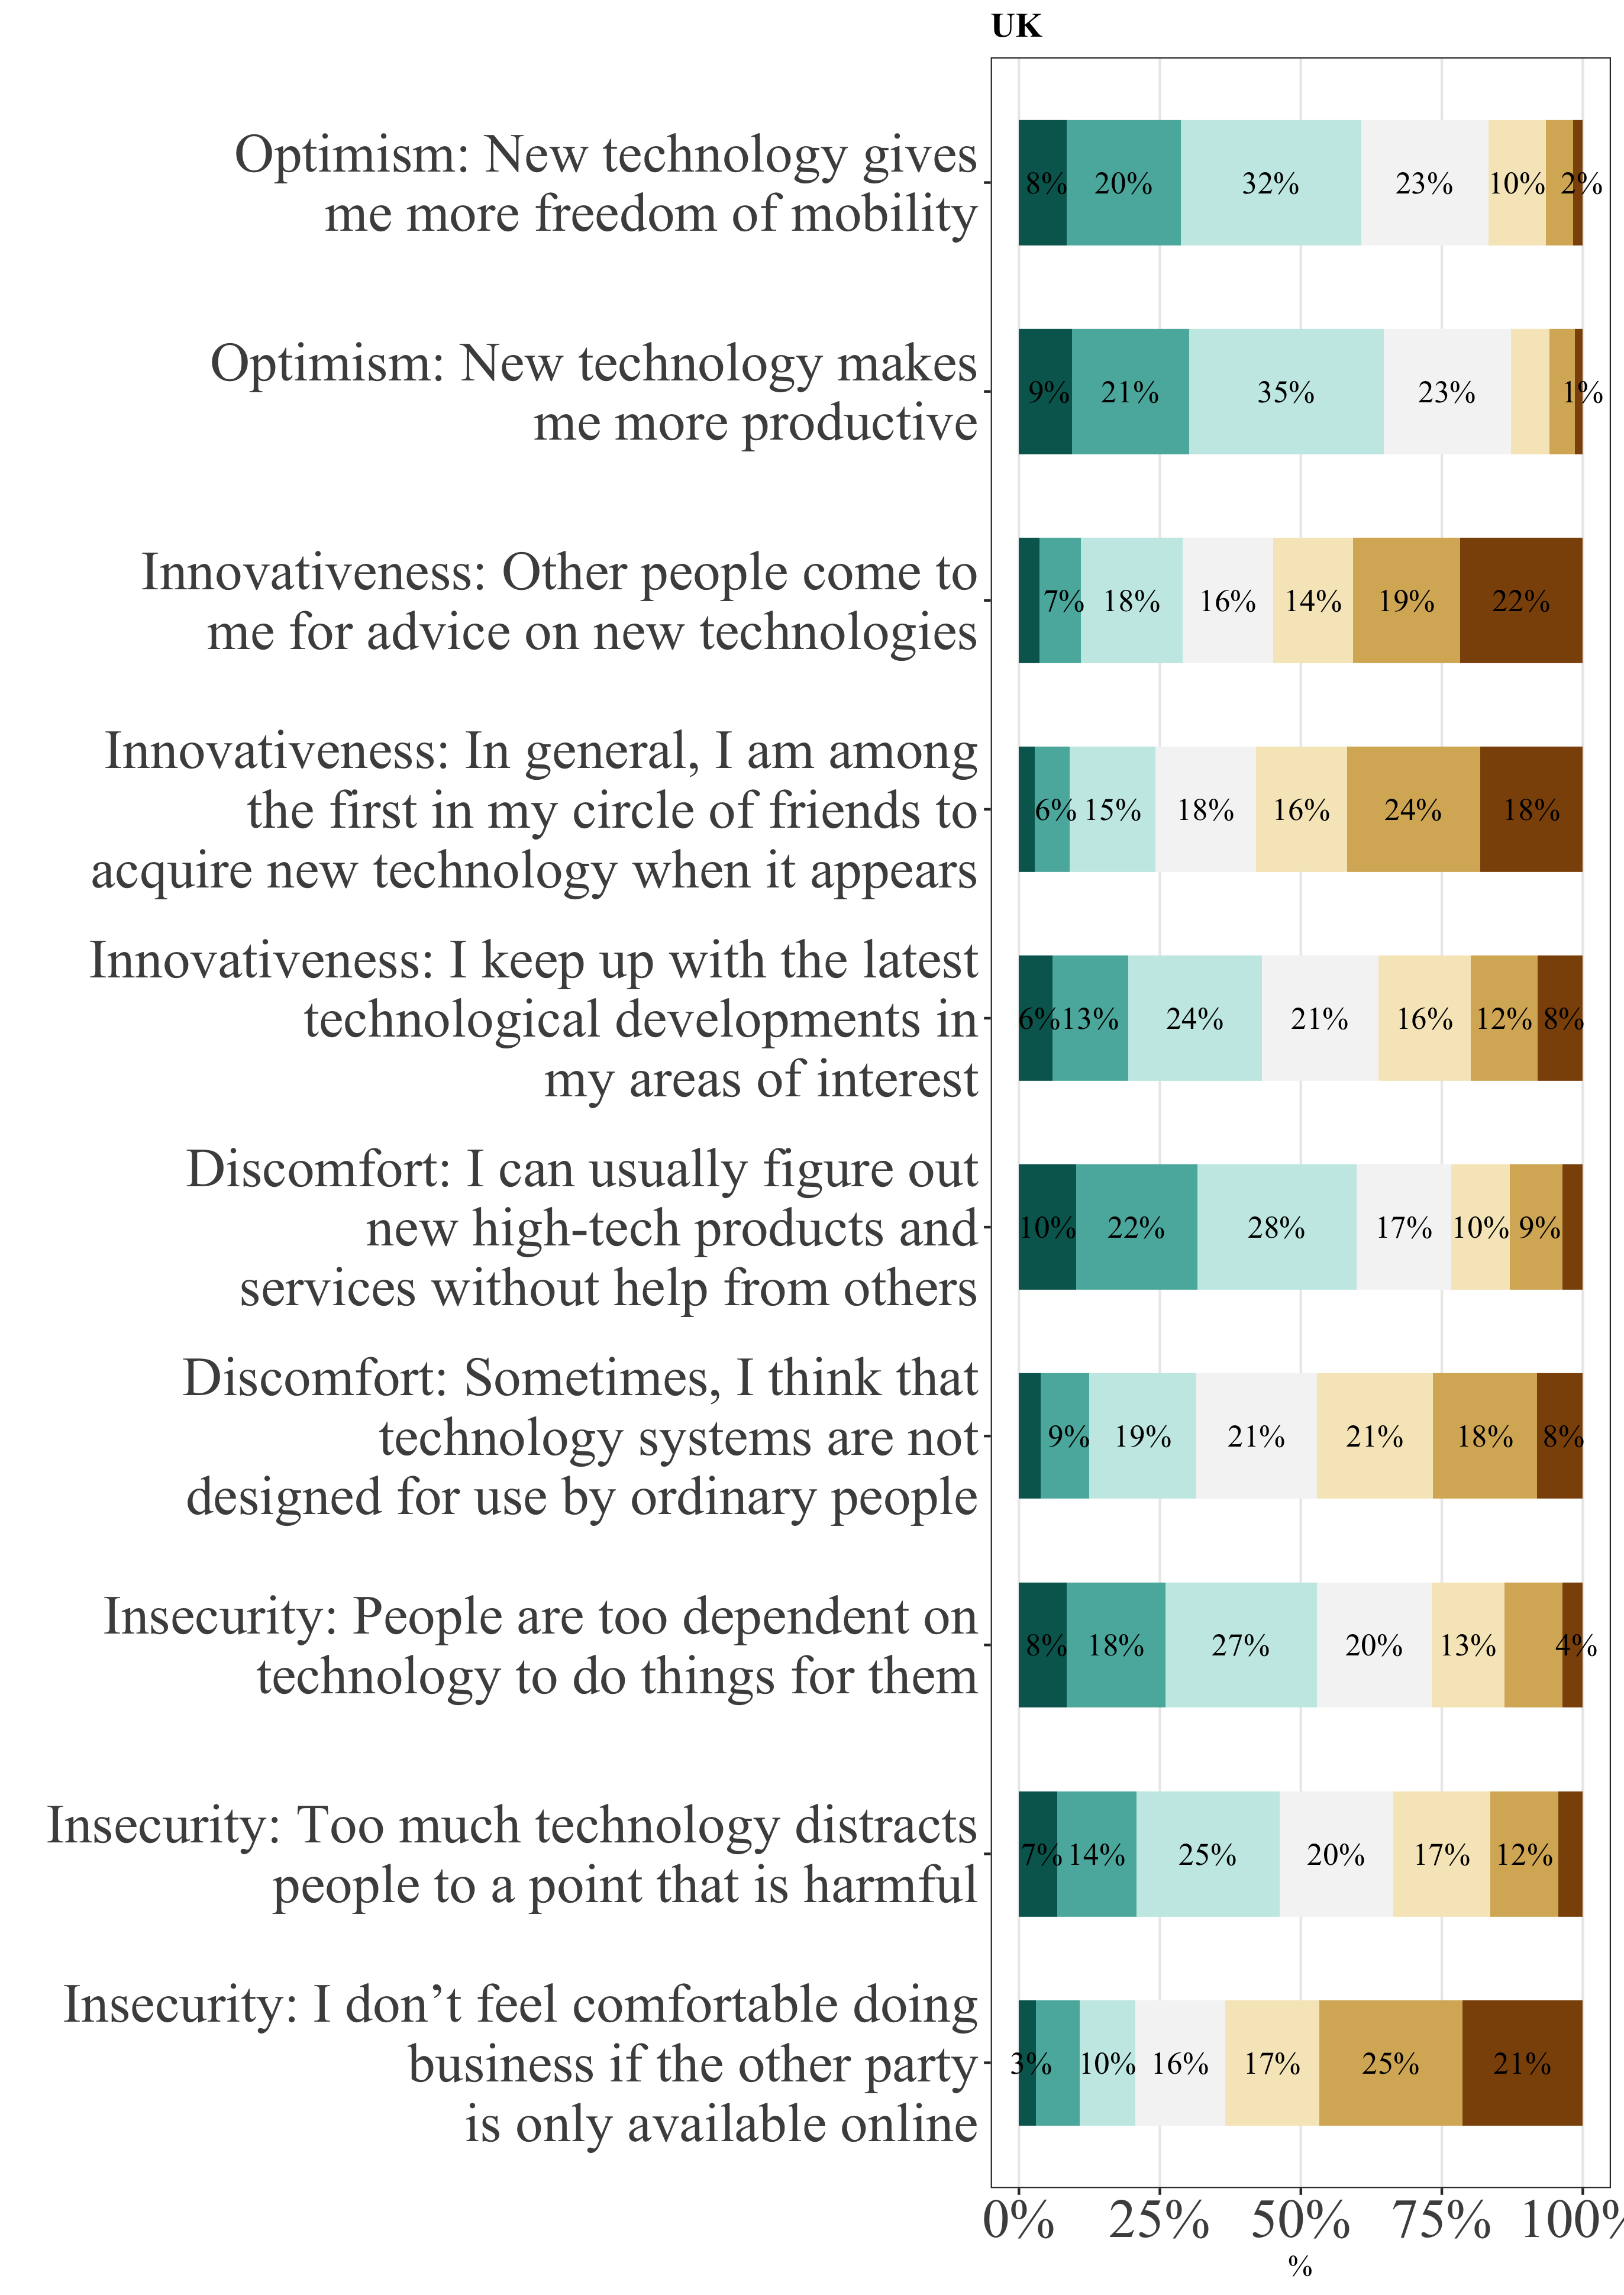 UK
Optimism: New technology gives
me more freedom of mobility
8% 20% 32% 23% 10% 2%
Optimism: New technology makes
me more productive
9% 21% 35% 23% 1%
Innovativeness: Other people come to
me for advice on new technologies
7% 18% 16% 14% 19% 22%
Innovativeness: In general, I am among
the first in my circle of friends to
acquire new technology when it appears
6% 15% 18% 16% 24% 18%
Innovativeness: I keep up with the latest
technological developments in
my areas of interest
6% 13% 24% 21% 16% 12% 8%
Discomfort: I can usually figure out
new high-tech products and
services without help from others
10% 22% 28% 17% 10% 9%
Discomfort: Sometimes, I think that
technology systems are not
designed for use by ordinary people
9% 19% 21% 21% 18% 8%
Insecurity: People are too dependent on
technology to do things for them
8% 18% 27% 20% 13% 4%
Insecurity: Too much technology distracts
people to a point that is harmful
7% 14% 25% 20% 17% 12%
Insecurity: I don’t feel comfortable doing
business if the other party
is only available online
3% 10% 16% 17% 25% 21%
0% 25% 50% 75% 100%
%